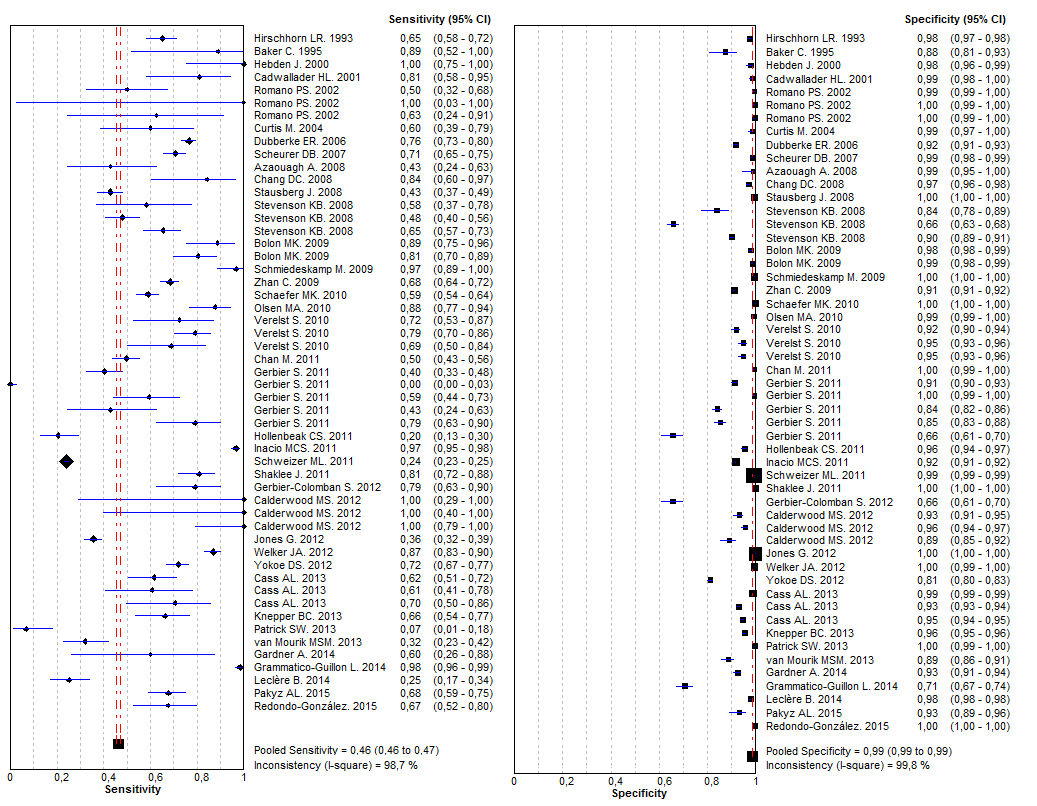 Sensitivity (95% CI)
Hirschhorn LR. 1993 0,65 (0,58 - 0,72)
Baker C. 1995 0,89 (0,52 - 1,00)
Hebden J. 2000 1,00 (0,75 - 1,00)
Cadwallader HL. 2001 0,81 (0,58 - 0,95)
Romano PS. 2002 0,50 (0,32 - 0,68)
Romano PS. 2002 1,00 (0,03 - 1,00)
Romano PS. 2002 0,63 (0,24 - 0,91)
Curtis M. 2004 0,60 (0,39 - 0,79)
Dubberke ER. 2006 0,76 (0,73 - 0,80)
Scheurer DB. 2007 0,71 (0,65 - 0,75)
Azaouagh A. 2008 0,43 (0,24 - 0,63)
Chang DC. 2008 0,84 (0,60 - 0,97)
Stausberg J. 2008 0,43 (0,37 - 0,49)
Stevenson KB. 2008 0,58 (0,37 - 0,78)
Stevenson KB. 2008 0,48 (0,40 - 0,56)
Stevenson KB. 2008 0,65 (0,57 - 0,73)
Bolon MK. 2009 0,89 (0,75 - 0,96)
Bolon MK. 2009 0,81 (0,70 - 0,89)
Schmiedeskamp M. 2009 0,97 (0,89 - 1,00)
Zhan C. 2009 0,68 (0,64 - 0,72)
Schaefer MK. 2010 0,59 (0,54 - 0,64)
Olsen MA. 2010 0,88 (0,77 - 0,94)
Verelst S. 2010 0,72 (0,53 - 0,87)
Verelst S. 2010 0,79 (0,70 - 0,86)
Verelst S. 2010 0,69 (0,50 - 0,84)
Chan M. 2011 0,50 (0,43 - 0,56)
Gerbier S. 2011 0,40 (0,33 - 0,48)
Gerbier S. 2011 0,00 (0,00 - 0,03)
Gerbier S. 2011 0,59 (0,44 - 0,73)
Gerbier S. 2011 0,43 (0,24 - 0,63)
Gerbier S. 2011 0,79 (0,63 - 0,90)
Hollenbeak CS. 2011 0,20 (0,13 - 0,30)
Inacio MCS. 2011 0,97 (0,95 - 0,98)
Schweizer ML. 2011 0,24 (0,23 - 0,25)
Shaklee J. 2011 0,81 (0,72 - 0,88)
Gerbier-Colomban S. 2012 0,79 (0,63 - 0,90)
Calderwood MS. 2012 1,00 (0,29 - 1,00)
Calderwood MS. 2012 1,00 (0,40 - 1,00)
Calderwood MS. 2012 1,00 (0,79 - 1,00)
Jones G. 2012 0,36 (0,32 - 0,39)
Welker JA. 2012 0,87 (0,83 - 0,90)
Yokoe DS. 2012 0,72 (0,67 - 0,77)
Cass AL. 2013 0,62 (0,51 - 0,72)
Cass AL. 2013 0,61 (0,41 - 0,78)
Cass AL. 2013 0,70 (0,50 - 0,86)
Knepper BC. 2013 0,66 (0,54 - 0,77)
Patrick SW. 2013 0,07 (0,01 - 0,18)
van Mourik MSM. 2013 0,32 (0,23 - 0,42)
Gardner A. 2014 0,60 (0,26 - 0,88)
Grammatico-Guillon L. 2014 0,98 (0,96 - 0,99)
Leclère B. 2014 0,25 (0,17 - 0,34)
Pakyz AL. 2015 0,68 (0,59 - 0,75)
Redondo-González. 2015 0,67 (0,52 - 0,80)
Pooled Sensitivity = 0,46 (0,46 to 0,47)
Inconsistency (I-square) = 98,7 %
0 0,2 0,4 0,6 0,8 1
Sensitivity
Specificity (95% CI)
Hirschhorn LR. 1993 0,98 (0,97 - 0,98)
Baker C. 1995 0,88 (0,81 - 0,93)
Hebden J. 2000 0,98 (0,96 - 0,99)
Cadwallader HL. 2001 0,99 (0,98 - 1,00)
Romano PS. 2002 0,99 (0,99 - 1,00)
Romano PS. 2002 1,00 (0,99 - 1,00)
Romano PS. 2002 1,00 (0,99 - 1,00)
Curtis M. 2004 0,99 (0,97 - 1,00)
Dubberke ER. 2006 0,92 (0,91 - 0,93)
Scheurer DB. 2007 0,99 (0,98 - 0,99)
Azaouagh A. 2008 0,99 (0,95 - 1,00)
Chang DC. 2008 0,97 (0,96 - 0,98)
Stausberg J. 2008 1,00 (1,00 - 1,00)
Stevenson KB. 2008 0,84 (0,78 - 0,89)
Stevenson KB. 2008 0,66 (0,63 - 0,68)
Stevenson KB. 2008 0,90 (0,89 - 0,91)
Bolon MK. 2009 0,98 (0,98 - 0,99)
Bolon MK. 2009 0,99 (0,98 - 0,99)
Schmiedeskamp M. 2009 1,00 (1,00 - 1,00)
Zhan C. 2009 0,91 (0,91 - 0,92)
Schaefer MK. 2010 1,00 (1,00 - 1,00)
Olsen MA. 2010 0,99 (0,99 - 1,00)
Verelst S. 2010 0,92 (0,90 - 0,94)
Verelst S. 2010 0,95 (0,93 - 0,96)
Verelst S. 2010 0,95 (0,93 - 0,96)
Chan M. 2011 1,00 (0,99 - 1,00)
Gerbier S. 2011 0,91 (0,90 - 0,93)
Gerbier S. 2011 1,00 (0,99 - 1,00)
Gerbier S. 2011 0,84 (0,82 - 0,86)
Gerbier S. 2011 0,85 (0,83 - 0,88)
Gerbier S. 2011 0,66 (0,61 - 0,70)
Hollenbeak CS. 2011 0,96 (0,94 - 0,97)
Inacio MCS. 2011 0,92 (0,91 - 0,92)
Schweizer ML. 2011 0,99 (0,99 - 0,99)
Shaklee J. 2011 1,00 (1,00 - 1,00)
Gerbier-Colomban S. 2012 0,66 (0,61 - 0,70)
Calderwood MS. 2012 0,93 (0,91 - 0,95)
Calderwood MS. 2012 0,96 (0,94 - 0,97)
Calderwood MS. 2012 0,89 (0,85 - 0,92)
Jones G. 2012 1,00 (1,00 - 1,00)
Welker JA. 2012 1,00 (0,99 - 1,00)
Yokoe DS. 2012 0,81 (0,80 - 0,83)
Cass AL. 2013 0,99 (0,99 - 0,99)
Cass AL. 2013 0,93 (0,93 - 0,94)
Cass AL. 2013 0,95 (0,94 - 0,95)
Knepper BC. 2013 0,96 (0,95 - 0,96)
Patrick SW. 2013 1,00 (0,99 - 1,00)
van Mourik MSM. 2013 0,89 (0,86 - 0,91)
Gardner A. 2014 0,93 (0,91 - 0,94)
Grammatico-Guillon L. 2014 0,71 (0,67 - 0,74)
Leclère B. 2014 0,98 (0,98 - 0,98)
Pakyz AL. 2015 0,93 (0,89 - 0,96)
Redondo-González. 2015 1,00 (1,00 - 1,00)
Pooled Specificity = 0,99 (0,99 to 0,99)
Inconsistency (I-square) = 99,8 %
0 0,2 0,4 0,6 0,8 1
Specificity